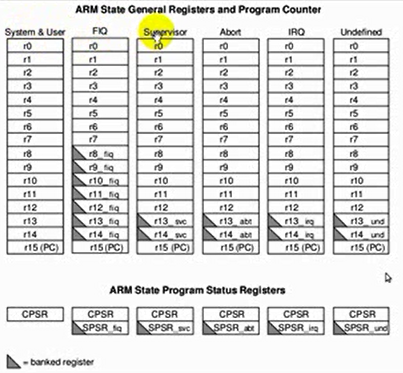 ARM State General Registers and Program Counter
System & User FIQ Supervisor Abort IRQ Undefined
r0 r0 r0 r0 r0 r0
r1 r1 r1 r1 r1 r1
r2 r2 r2 r2 r2 r2
r3 r3 r3 r3 r3 r3
r4 r4 r4 r4 r4 r4
r5 r5 r5 r5 r5 r5
r6 r6 r6 r6 r6 r6
r7 r7 r7 r7 r7 r7
r8 r8_fiq r8 r8 r8 r8
r9 r9_fiq r9 r9 r9 r9
r10 r10_fiq r10 r10 r10 r10
r11 r11_fiq r11 r11 r11 r11
r12 r12_fiq r12 r12 r12 r12
r13 r13_fiq r13_svc r13_abt r13_irq r13_und
r14 r14_fiq r14_svc r14_abt r14_irq r14_und
r15 (PC) r15 (PC) r15 (PC) r15 (PC) r15 (PC) r15 (PC)
ARM State Program Status Registers
CPSR CPSR CPSR CPSR CPSR CPSR
SPSR_fiq SPSR_svc SPSR_abt SPSR_irq SPSR_und
= banked register